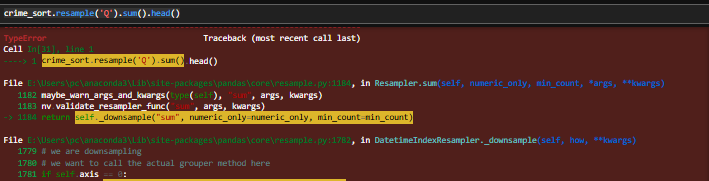 crime_sort.resample('Q').sum().head()
TypeError Traceback (most recent call last)
Cell In[31], line 1
----> 1 crime_sort.resample('Q').sum().head()
File E:\Users\pc\anaconda3\Lib\site-packages\pandas\core\resample.py:1184, in Resampler.sum(self, numeric_only, min_count, *args, **kwargs)
1182 maybe_warn_args_and_kwargs(type(self), "sum", args, kwargs)
1183 nv.validate_resampler_func("sum", args, kwargs)
-> 1184 return self._downsample("sum", numeric_only=numeric_only, min_count=min_count)
File E:\Users\pc\anaconda3\Lib\site-packages\pandas\core\resample.py:1782, in DatetimeIndexResampler._downsample(self, how, **kwargs)
1779 # we are downsampling
1780 # we want to call the actual grouper method here
1781 if self.axis == 0: